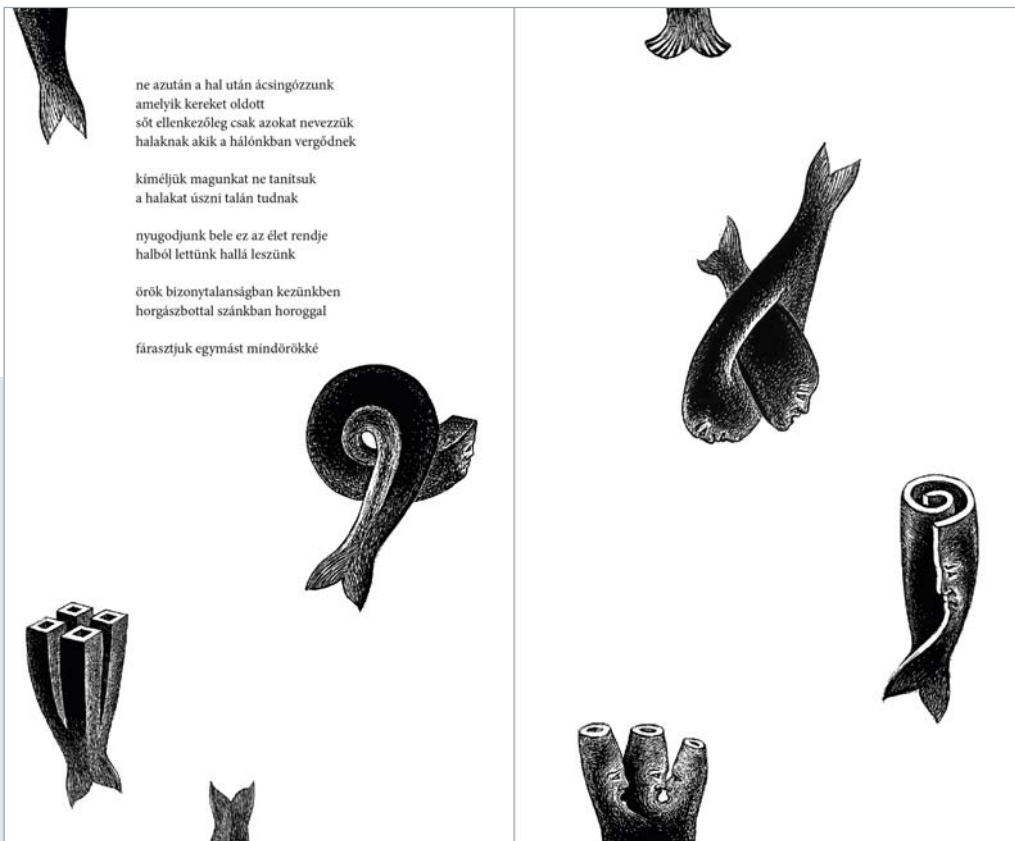 ne azután a hal után ácsingózzunk
amelyik kereket oldott
sőt ellenkezőleg csak azokat nevezzük
halaknak akik a hálónkban vergődnek
kíméljük magunkat ne tanítsuk
a halakat úszni talán tudnak
nyugodjunk bele ez az élet rendje
halból lettünk hallá leszünk
örök bizonytalanságban kezünkben
horgászbottal szánkban horoggal
fárasztjuk egymást mindörökké